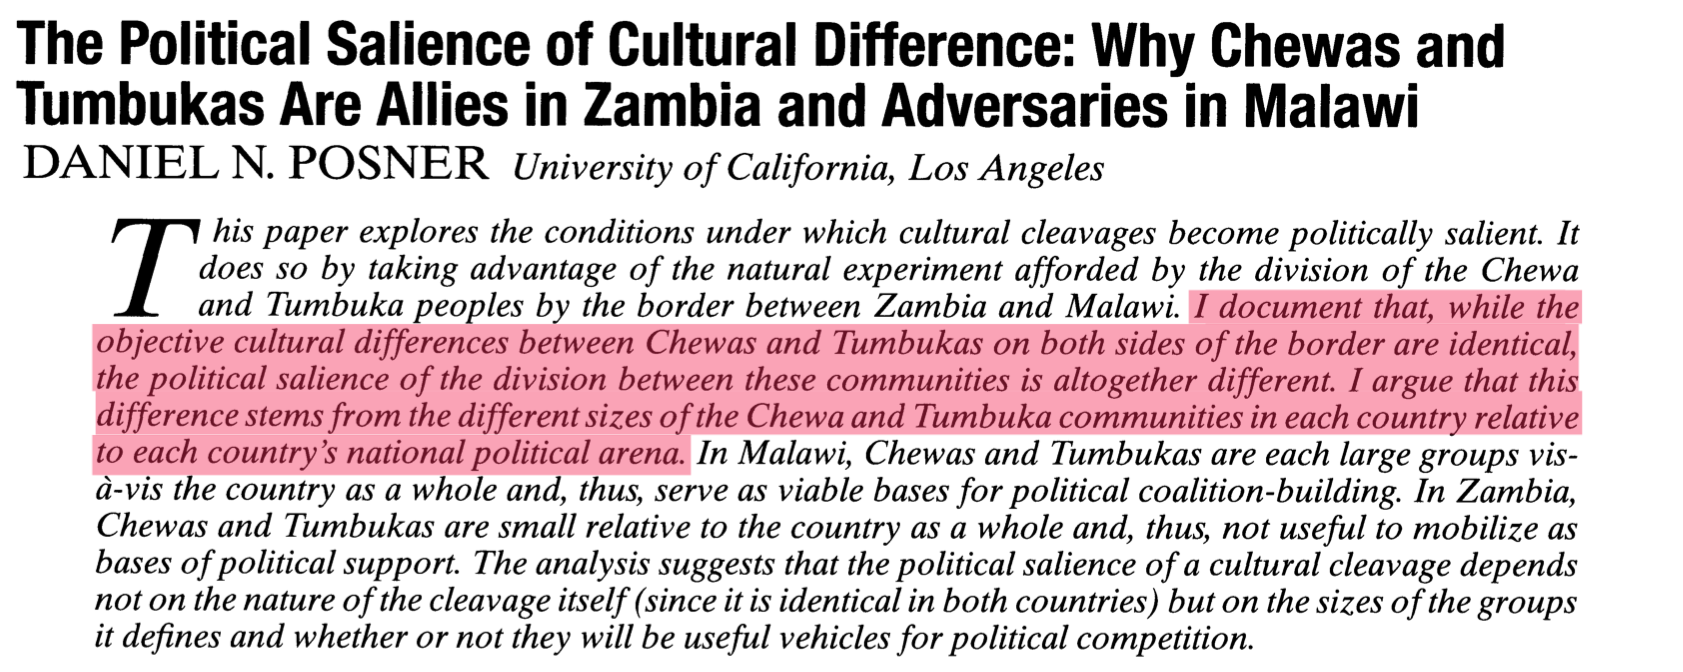 The Political Salience of Cultural Difference: Why Chewas and
Tumbukas Are Allies in Zambia and Adversaries in Malawi
DANIEL N. POSNER University of California, Los Angeles
This paper explores the conditions under which cultural cleavages become politically salient. It
does so by taking advantage of the natural experiment afforded by the division of the Chewa
and Tumbuka peoples by the border between Zambia and Malawi. I document that, while the
objective cultural differences between Chewas and Tumbukas on both sides of the border are identical,
the political salience of the division between these communities is altogether different. I argue that this
difference stems from the different sizes of the Chewa and Tumbuka communities in each country relative
to each country's national political arena. In Malawi, Chewas and Tumbukas are each large groups vis-
à-vis the country as a whole and, thus, serve as viable bases for political coalition-building. In Zambia,
Chewas and Tumbukas are small relative to the country as a whole and, thus, not useful to mobilize as
bases of political support. The analysis suggests that the political salience of a cultural cleavage depends
not on the nature of the cleavage itself (since it is identical in both countries) but on the sizes of the groups
it defines and whether or not they will be useful vehicles for political competition.